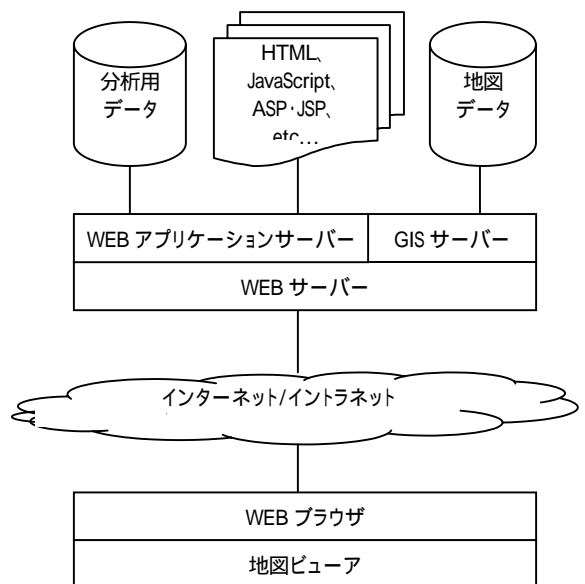 分析用
データ
HTML、
JavaScript、
ASP・JSP、
etc...
地図
データ
WEB アプリケーションサーバー
GIS サーバー
WEB サーバー
インターネット/イントラネット
WEB ブラウザ
地図ビューア